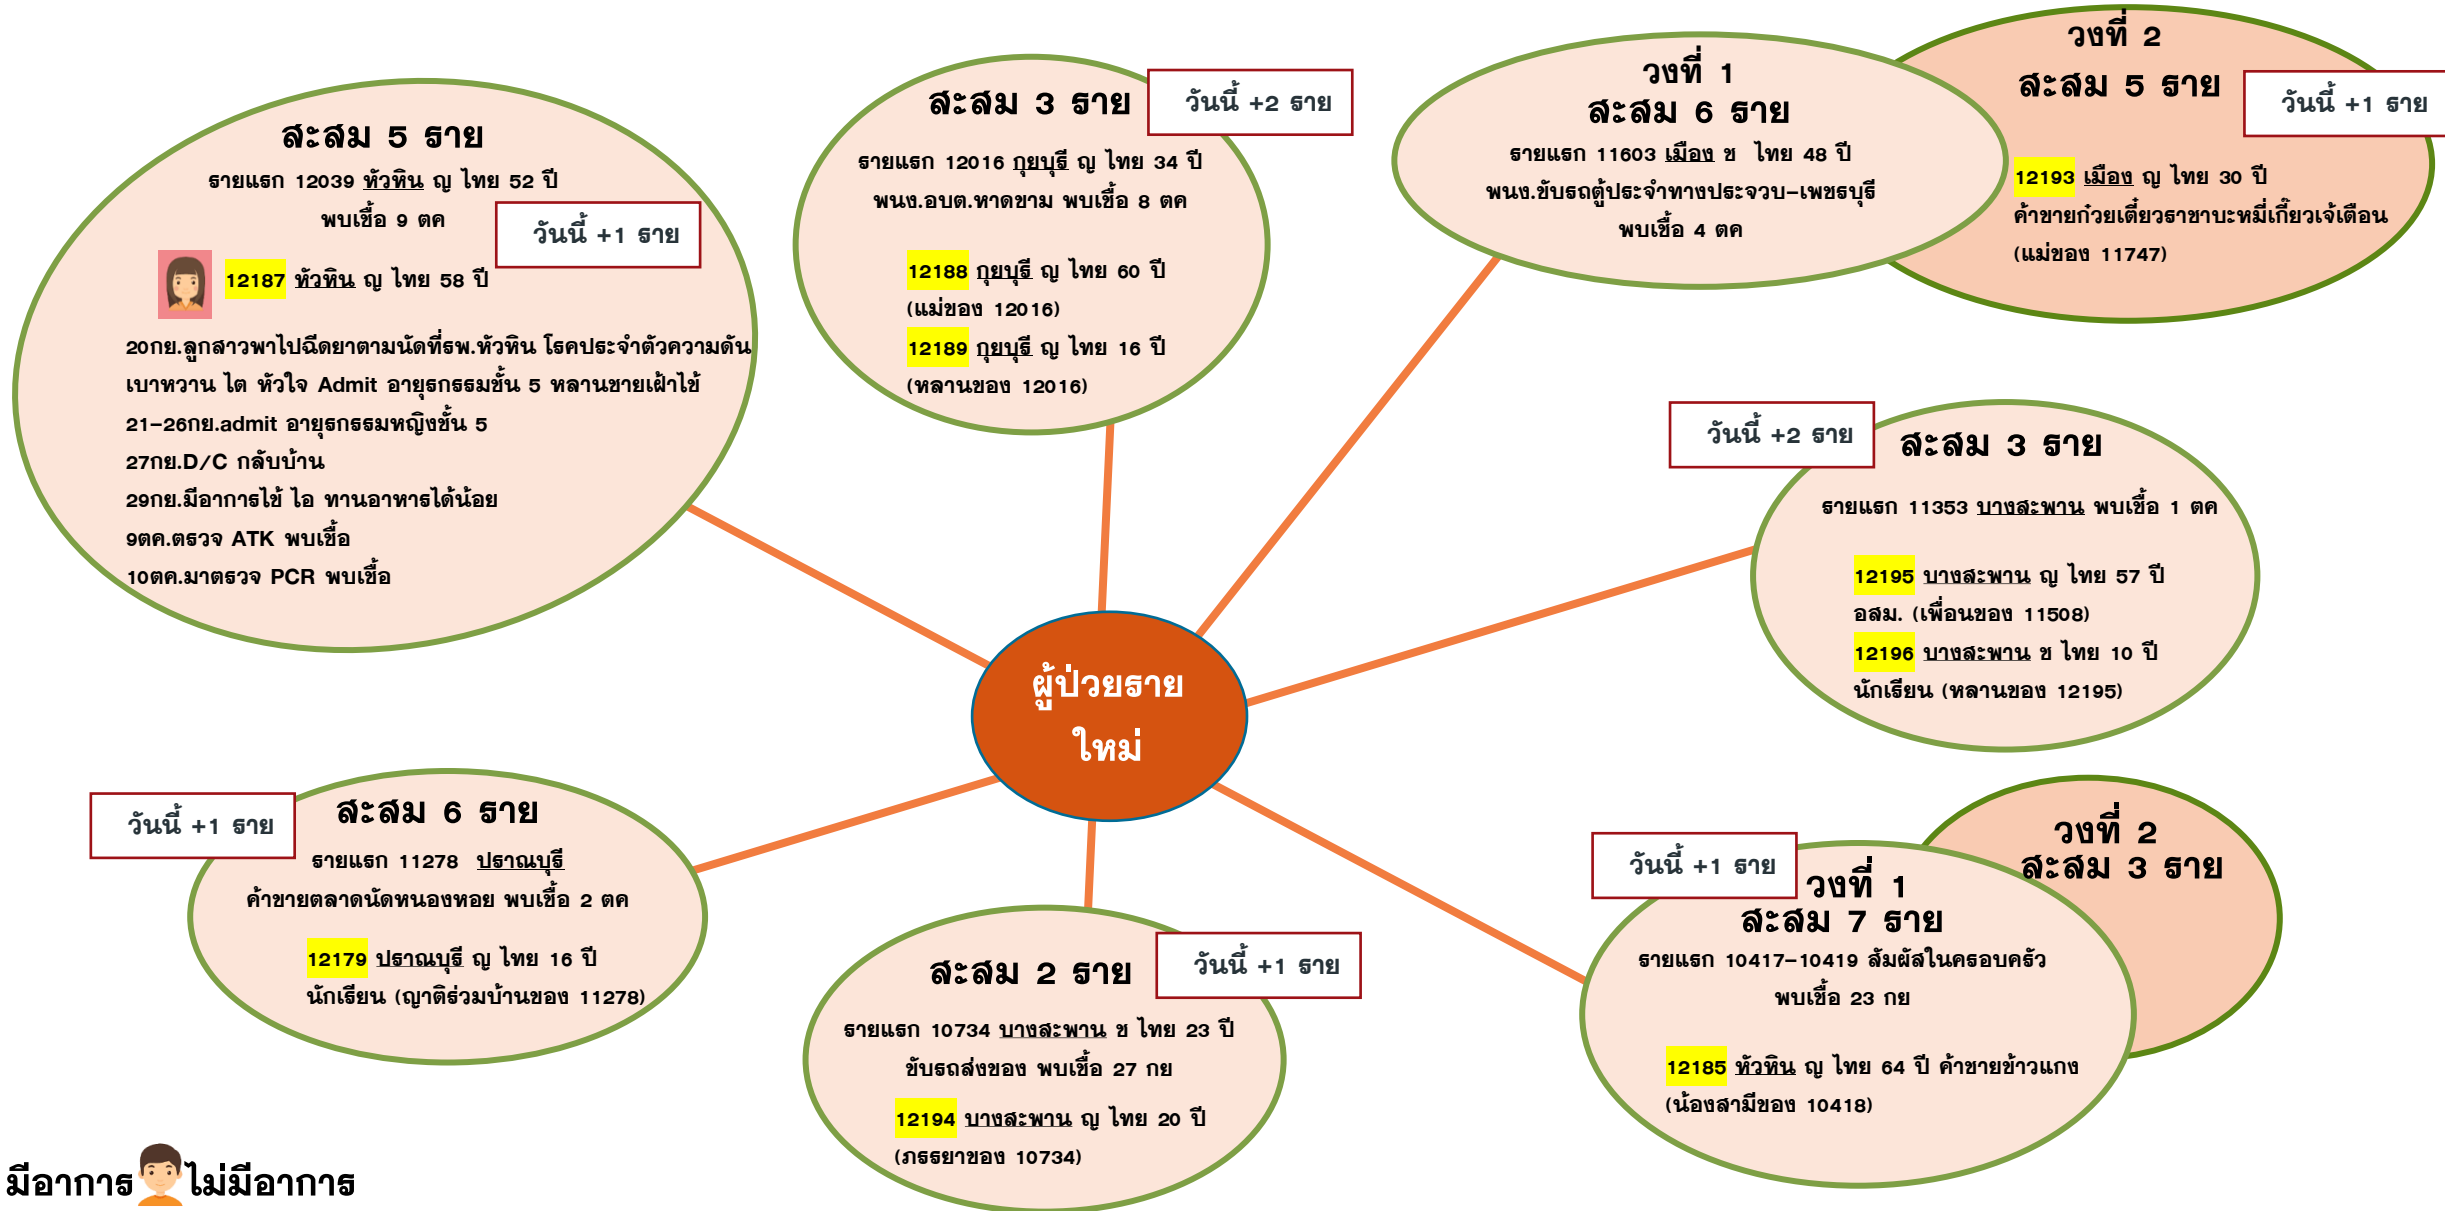 สะสม 5 ราย
รายแรก 12039 หัวหิน ญ ไทย 52 ปี
พบเชื้อ 9 ตค
วันนี้ +1 ราย
12187 หัวหิน ญ ไทย 58 ปี
20กย.ลูกสาวพาไปฉีดยาตามนัดที่รพ.หัวหิน โรคประจำตัวความดัน
เบาหวาน ไต หัวใจ Admit อายุรกรรมชั้น 5 หลานชายเฝ้าไข้
21-26กย.admit อายุรกรรมหญิงชั้น 5
27กย.D/C กลับบ้าน
29กย.มีอาการไข้ ไอ ทานอาหารได้น้อย
9ตค.ตรวจ ATK พบเชื้อ
10ตค.มาตรวจ PCR พบเชื้อ
สะสม 3 ราย
วันนี้ +2 ราย
รายแรก 12016 กุยบุรี ญ ไทย 34 ปี
พนง.อบต.หาดขาม พบเชื้อ 8 ตค
12188 กุยบุรี ญ ไทย 60 ปี
(แม่ของ 12016)
12189 กุยบุรี ญ ไทย 16 ปี
(หลานของ 12016)
วงที่ 1
สะสม 6 ราย
รายแรก 11603 เมือง ช ไทย 48 ปี
พนง.ขับรถตู้ประจำทางประจวบ-เพชรบุรี
พบเชื้อ 4 ตค
วงที่ 2
สะสม 5 ราย
วันนี้ +1 ราย
12193 เมือง ญ ไทย 30 ปี
ค้าขายก๋วยเตี๋ยวราชาบะหมี่เกี๊ยวเจ้เตือน
(แม่ของ 11747)
วันนี้ +2 ราย
สะสม 3 ราย
รายแรก 11353 บางสะพาน พบเชื้อ 1 ตค
12195 บางสะพาน ญ ไทย 57 ปี
อสม. (เพื่อนของ 11508)
12196 บางสะพาน ช ไทย 10 ปี
นักเรียน (หลานของ 12195)
ผู้ป่วยราย
ใหม่
วันนี้ +1 ราย
สะสม 6 ราย
รายแรก 11278 ปราณบุรี
ค้าขายตลาดนัดหนองหอย พบเชื้อ 2 ตค
12179 ปราณบุรี ญ ไทย 16 ปี
นักเรียน (ญาติร่วมบ้านของ 11278)
สะสม 2 ราย
วันนี้ +1 ราย
รายแรก 10734 บางสะพาน ช ไทย 23 ปี
ขับรถส่งของ พบเชื้อ 27 กย
12194 บางสะพาน ญ ไทย 20 ปี
(ภรรยาของ 10734)
วันนี้ +1 ราย
วงที่ 1
สะสม 7 ราย
รายแรก 10417-10419 สัมผัสในครอบครัว
พบเชื้อ 23 กย
12185 หัวหิน ญ ไทย 64 ปี ค้าขายข้าวแกง
(น้องสามีของ 10418)
วงที่ 2
สะสม 3 ราย
มีอาการ ไม่มีอาการ